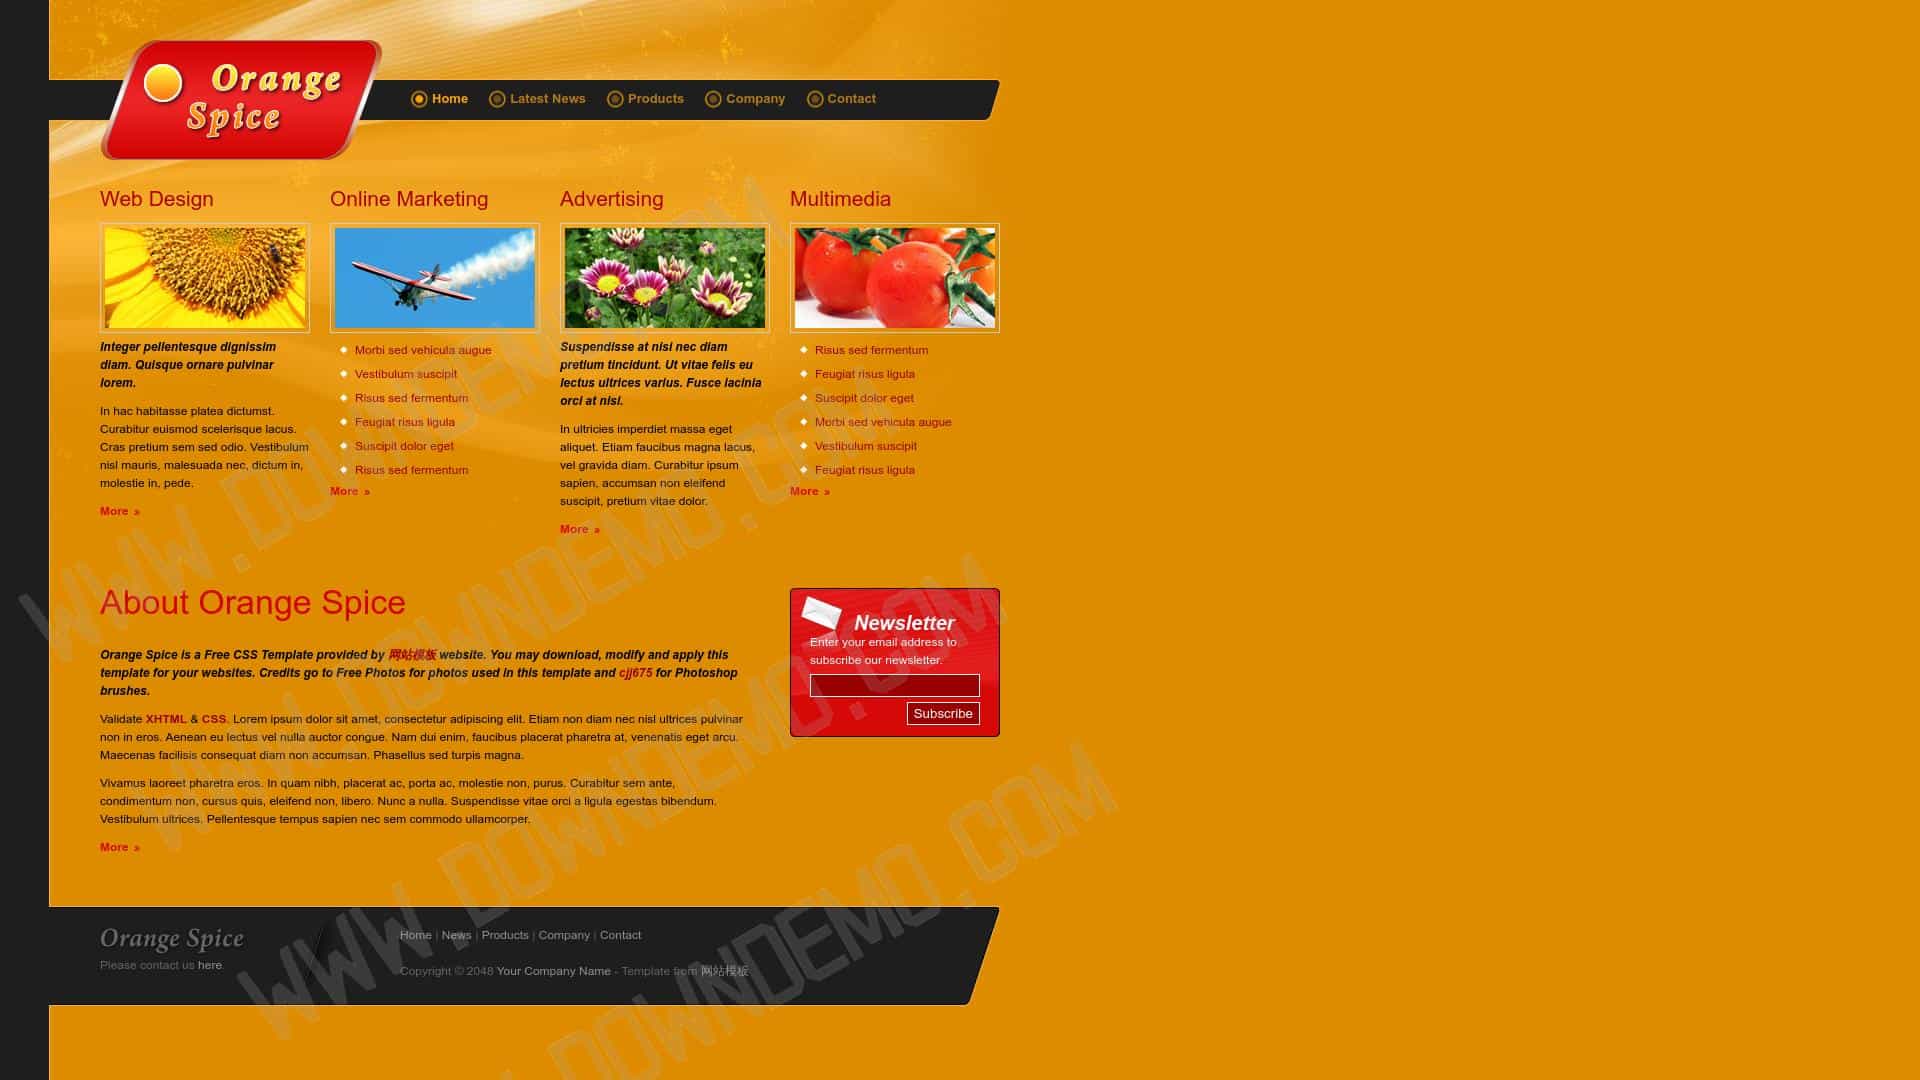 Orange
Spice
Home
Latest News
Products
Company
Contact
Web Design
Integer pellentesque dignissim
diam. Quisque ornare pulvinar
lorem.
In hac habitasse platea dictumst.
Curabitur euismod scelerisque lacus.
Cras pretium sem sed odio. Vestibulum
nisl mauris, malesuada nec, dictum in,
molestie in, pede.
More »
Online Marketing
Morbi sed vehicula augue
Vestibulum suscipit
Risus sed fermentum
Feugiat risus ligula
Suscipit dolor eget
Risus sed fermentum
More »
Advertising
Suspendisse at nisl nec diam
pretium tincidunt. Ut vitae felis eu
lectus ultrices varius. Fusce lacinia
orci at nisl.
In ultricies imperdiet massa eget
aliquet. Etiam faucibus magna lacus,
vel gravida diam. Curabitur ipsum
sapien, accumsan non eleifend
suscipit, pretium vitae dolor.
More »
Multimedia
Risus sed fermentum
Feugiat risus ligula
Suscipit dolor eget
Morbi sed vehicula augue
Vestibulum suscipit
Feugiat risus ligula
More »
About Orange Spice
Orange Spice is a Free CSS Template provided by 网站模板 website. You may download, modify and apply this
template for your websites. Credits go to Free Photos for photos used in this template and cjj675 for Photoshop
brushes.
Validate XHTML & CSS. Lorem ipsum dolor sit amet, consectetur adipiscing elit. Etiam non diam nec nisl ultrices pulvinar
non in eros. Aenean eu lectus vel nulla auctor congue. Nam dui enim, faucibus placerat pharetra at, venenatis eget arcu.
Maecenas facilisis consequat diam non accumsan. Phasellus sed turpis magna.
Vivamus laoreet pharetra eros. In quam nibh, placerat ac, porta ac, molestie non, purus. Curabitur sem ante,
condimentum non, cursus quis, eleifend non, libero. Nunc a nulla. Suspendisse vitae orci a ligula egestas bibendum.
Vestibulum ultrices. Pellentesque tempus sapien nec sem commodo ullamcorper.
More »
Newsletter
Enter your email address to
subscribe our newsletter.
Subscribe
Orange Spice
Please contact us here.
Home | News | Products | Company | Contact
Copyright © 2048 Your Company Name - Template from 网站模板
WWW.DOWNDEMO.COM
WWW.DOWNDEMO.COM
WWW.DOWNDEMO.COM
DOWNDEMO.COM